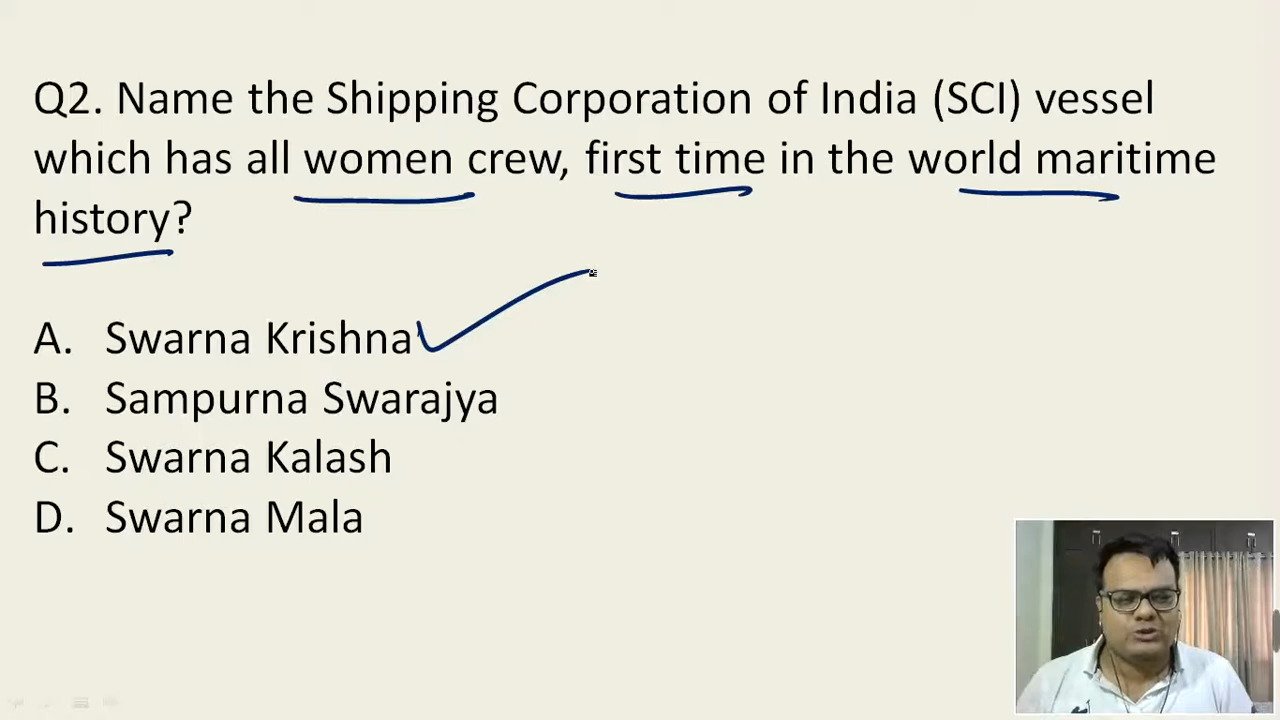 Q2. Name the Shipping Corporation of India (SCI) vessel
which has all women crew, first time in the world maritime
history?
A. Swarna Krishna
B. Sampurna Swarajya
C. Swarna Kalash
D. Swarna Mala